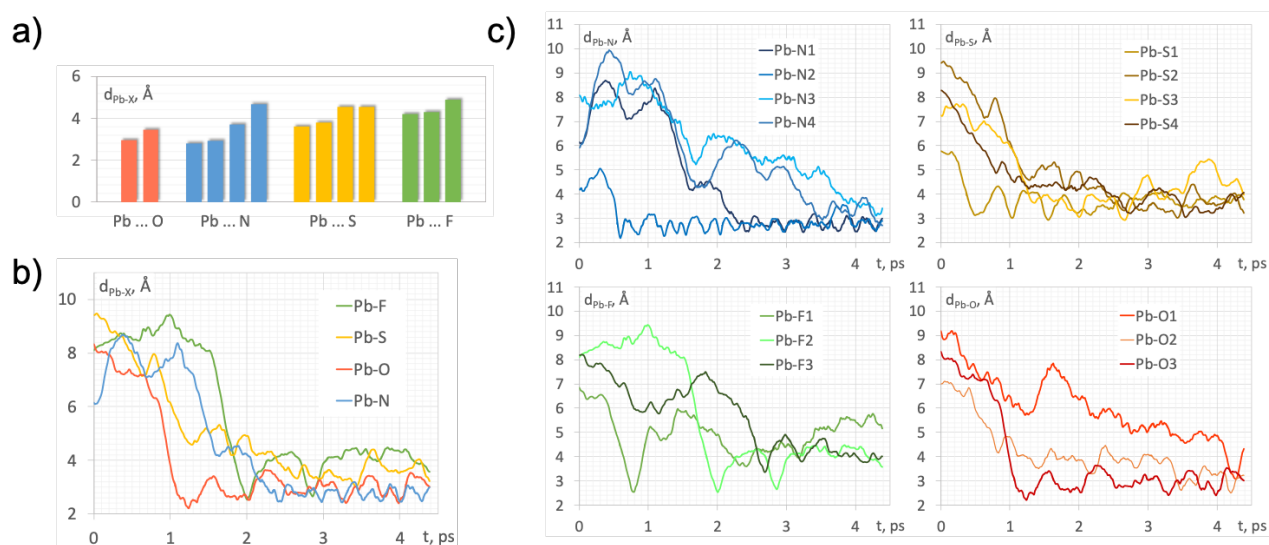 a)
d Pb-X, Å
6
4
2
0
Pb ... O Pb ... N Pb ... S Pb ... F
b)
d Pb-X, Å
10
8
6
4
2
Pb-F
Pb-S
Pb-O
Pb-N
0 1 2 3 4 t, ps
c)
d Pb-N, Å
11
10
9
8
7
6
5
4
3
2
Pb-N1
Pb-N2
Pb-N3
Pb-N4
0 1 2 3 4 t, ps
d Pb-S, Å
11
10
9
8
7
6
5
4
3
2
Pb-S1
Pb-S2
Pb-S3
Pb-S4
0 1 2 3 4 t, ps
d Pb-F, Å
11
10
9
8
7
6
5
4
3
2
Pb-F1
Pb-F2
Pb-F3
0 1 2 3 4 t, ps
d Pb-O, Å
11
10
9
8
7
6
5
4
3
2
Pb-O1
Pb-O2
Pb-O3
0 1 2 3 4 t, ps